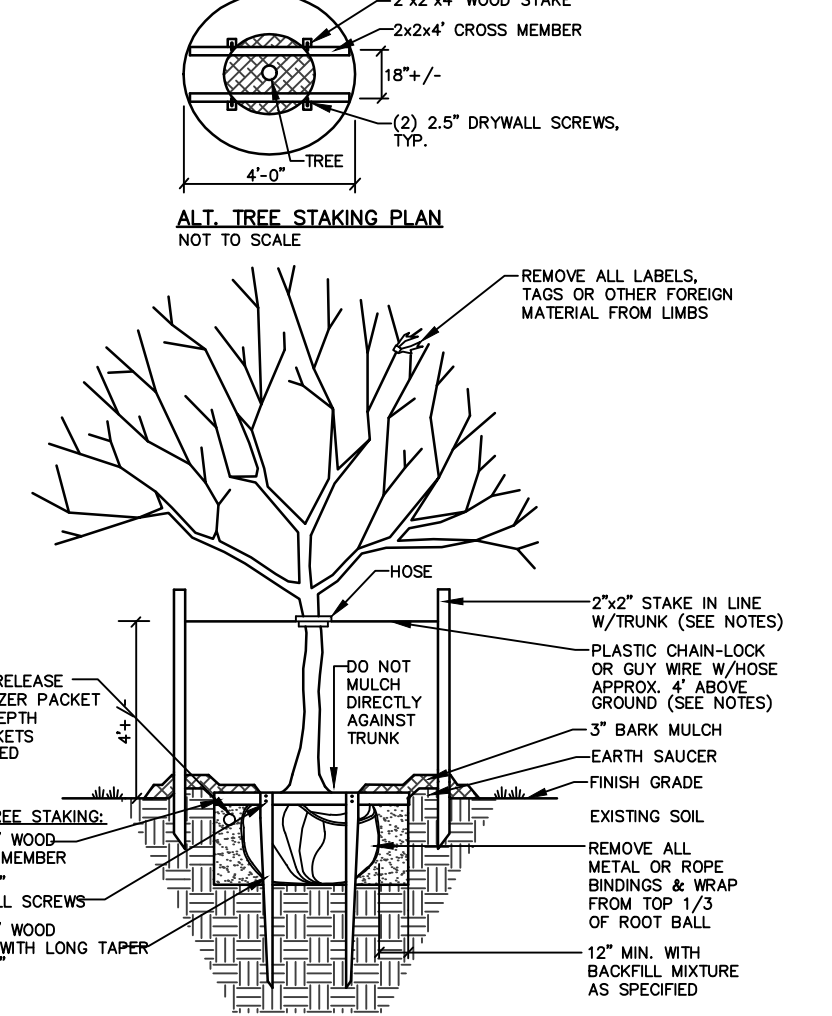 2"x2"x4' WOOD STAKE
2x2x4' CROSS MEMBER
18"+/-
(2) 2.5" DRYWALL SCREWS,
TYP.
TREE
4'-0"
ALT. TREE STAKING PLAN
NOT TO SCALE
REMOVE ALL LABELS,
TAGS OR OTHER FOREIGN
MATERIAL FROM LIMBS
HOSE
2"x2" STAKE IN LINE
W/TRUNK (SEE NOTES)
PLASTIC CHAIN-LOCK
OR GUY WIRE W/HOSE
APPROX. 4' ABOVE
GROUND (SEE NOTES)
DO NOT
MULCH
DIRECTLY
AGAINST
TRUNK
RELEASE
ZER PACKET
EPTH
KETS
ED
4'+/-
3" BARK MULCH
EARTH SAUCER
FINISH GRADE
EXISTING SOIL
REE STAKING:
' WOOD
MEMBER
"
LL SCREWS
' WOOD
WITH LONG TAPER
"
REMOVE ALL
METAL OR ROPE
BINDINGS & WRAP
FROM TOP 1/3
OF ROOT BALL
12" MIN. WITH
BACKFILL MIXTURE
AS SPECIFIED